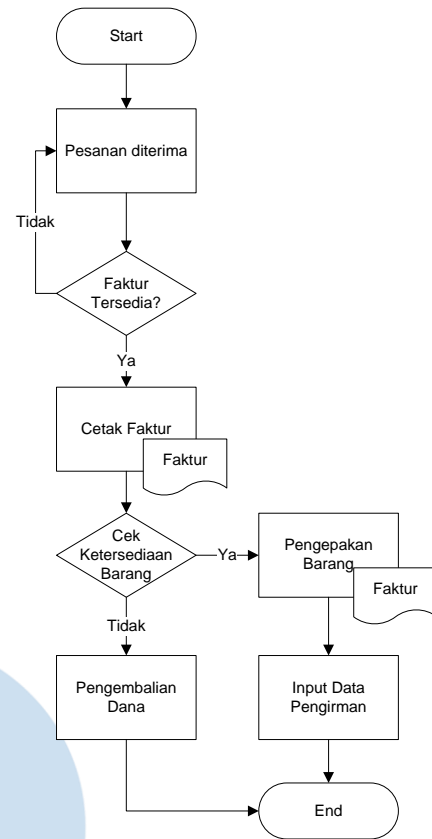 Start
Pesanan diterima
Tidak
Faktur
Tersedia?
Ya
Cetak Faktur
Faktur
Cek
Ketersediaan
Barang
Ya
Pengepakan
Barang
Faktur
Tidak
Pengembalian
Dana
Input Data
Pengirman
End